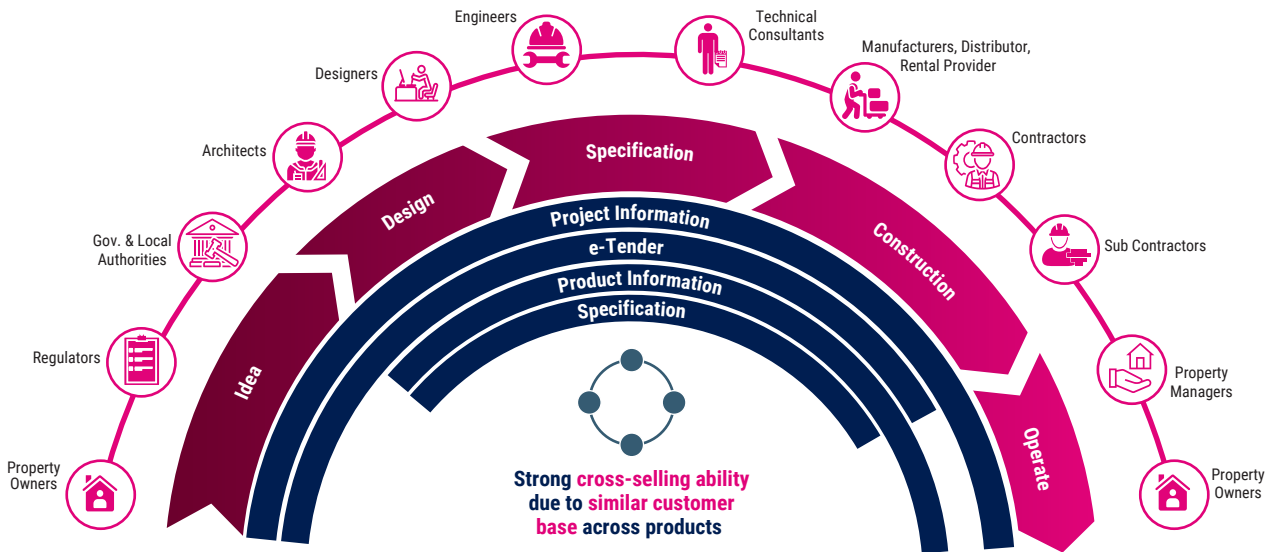 Engineers
Technical
Consultants
Designers
Manufacturers, Distributor,
Rental Provider
Architects
Contractors
Gov. & Local
Authorities
Sub Contractors
Regulators
Property
Managers
Property
Owners
Property
Owners
Idea
Design
Specification
Construction
Operate
Project Information
e-Tender
Product Information
Specification
Strong cross-selling ability
due to similar customer
base across products